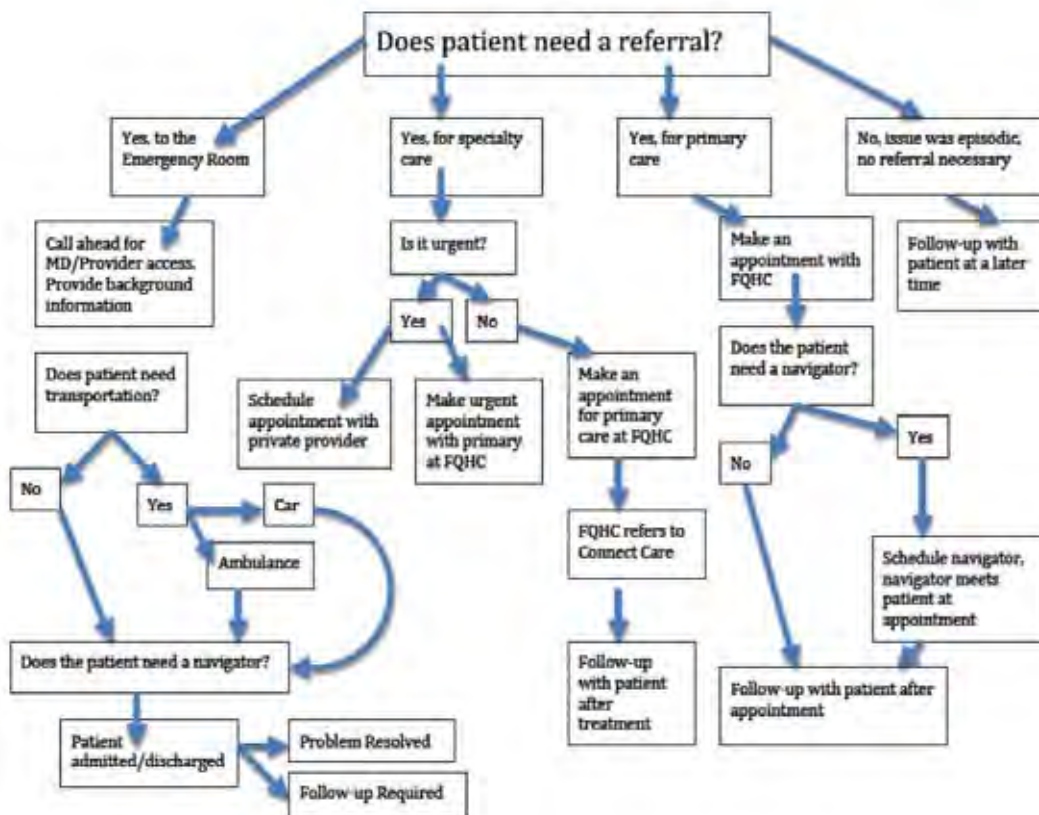 Does patient need a referral?
Yes, to the
Emergency Room
Yes, for specialty
care
Yes, for primary
care
No, issue was episodic,
no referral necessary
Call ahead for
MD/Provider access.
Provide background
information
Is it urgent?
Make an
appointment with
FQHC
Follow-up with
patient at a later
time
Yes
No
Does patient need
transportation?
Schedule
appointment with
private provider
Make urgent
appointment
with primary
at FQHC
Make an
appointment
for primary
care at FQHC
Does the patient
need a navigator?
No
Yes
No
Yes
Car
Ambulance
FQHC refers to
Connect Care
Schedule navigator,
navigator meets
patient at
appointment
Does the patient need a navigator?
Follow-up
with patient
after
treatment
Follow-up with patient after
appointment
Patient
admitted/discharged
Problem Resolved
Follow-up Required